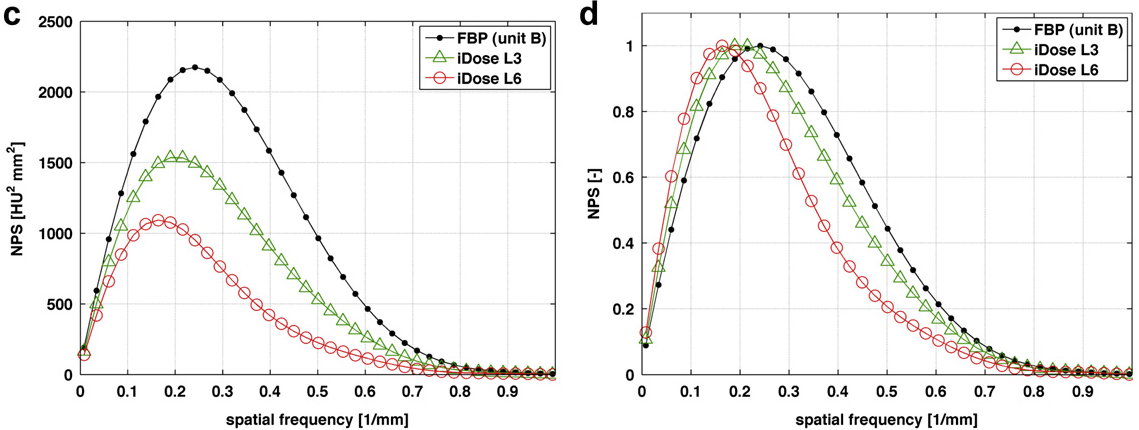 c
2500
2000
1500
1000
500
0
NPS [HU² mm²]
FBP (unit B)
iDose L3
iDose L6
0 0.1 0.2 0.3 0.4 0.5 0.6 0.7 0.8 0.9
spatial frequency [1/mm]
d
1
0.8
0.6
0.4
0.2
0
NPS [-]
FBP (unit B)
iDose L3
iDose L6
0 0.1 0.2 0.3 0.4 0.5 0.6 0.7 0.8 0.9
spatial frequency [1/mm]